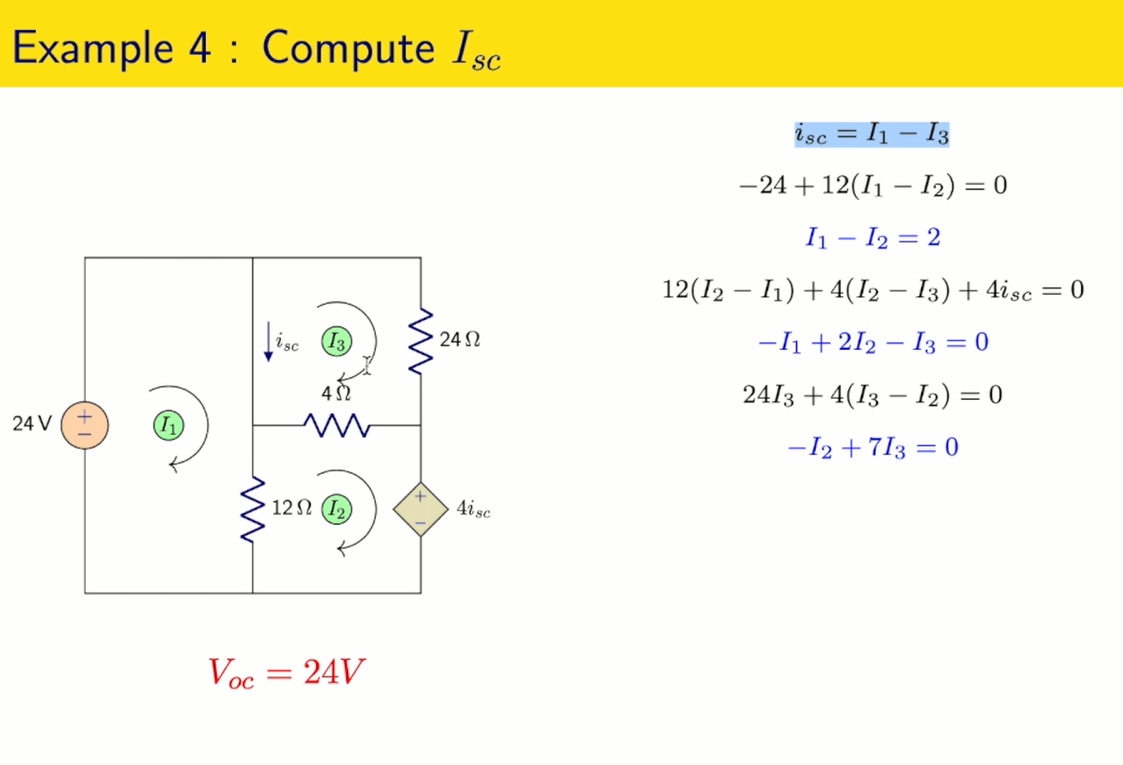 Example 4 : Compute I_sc
i_sc = I_1 − I_3
−24 + 12(I_1 − I_2) = 0
I_1 − I_2 = 2
12(I_2 − I_1) + 4(I_2 − I_3) + 4i_sc = 0
−I_1 + 2I_2 − I_3 = 0
24I_3 + 4(I_3 − I_2) = 0
−I_2 + 7I_3 = 0
i_sc
I_3
24 Ω
4 Ω
24 V
+
−
I_1
12 Ω
I_2
+
−
4i_sc
V_oc = 24V